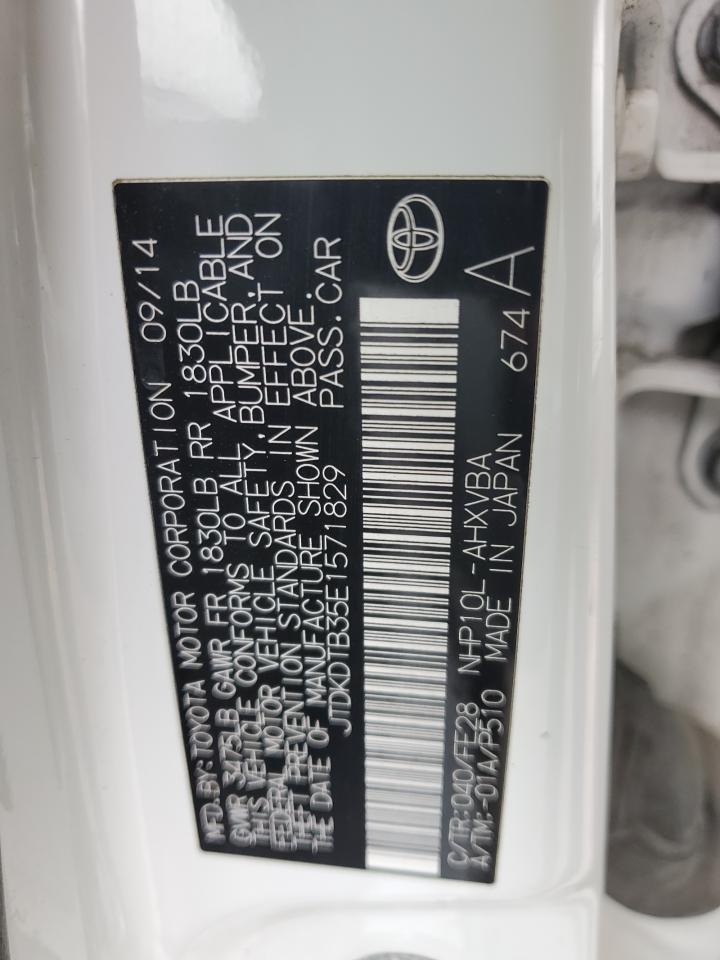 MFD.BY:TOYOTA MOTOR CORPORATION 09/14
GVWR 3475LB GAWR FR 1830LB RR 1830LB
THIS VEHICLE CONFORMS TO ALL APPLICABLE
FEDERAL MOTOR VEHICLE SAFETY,BUMPER,AND
THEFT PREVENTION STANDARDS IN EFFECT ON
THE DATE OF MANUFACTURE SHOWN ABOVE.
JTDKDTB35E1571829 PASS.CAR
C/TR:040/FE28 NHP10L-AHXVBA
A/TM:-01A/P510 MADE IN JAPAN 674A